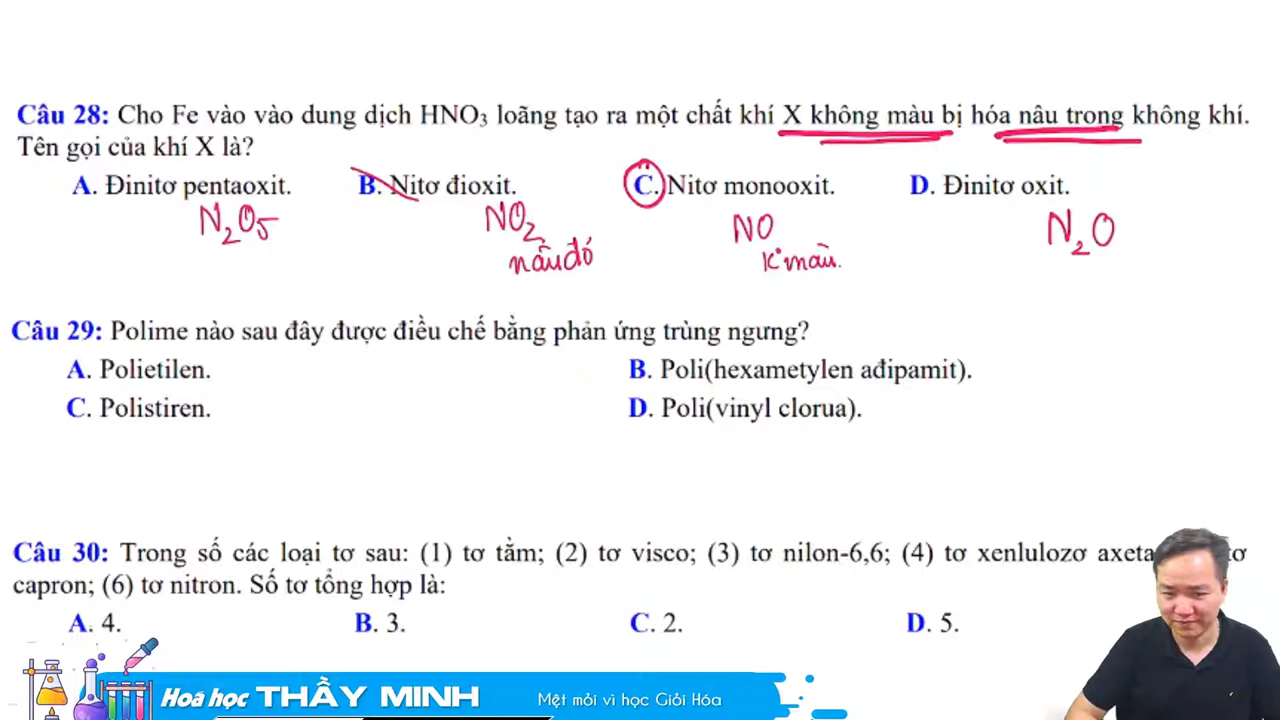 Câu 28: Cho Fe vào vào dung dịch HNO₃ loãng tạo ra một chất khí X không màu bị hóa nâu trong không khí.
Tên gọi của khí X là?
A. Đinitơ pentaoxit. B. Nitơ đioxit. C. Nitơ monooxit. D. Đinitơ oxit.
N₂O₅ NO₂ NO N₂O
nâu đỏ k° màu.
Câu 29: Polime nào sau đây được điều chế bằng phản ứng trùng ngưng?
A. Polietilen. B. Poli(hexametylen ađipamit).
C. Polistiren. D. Poli(vinyl clorua).
Câu 30: Trong số các loại tơ sau: (1) tơ tằm; (2) tơ visco; (3) tơ nilon-6,6; (4) tơ xenlulozơ axeta tơ
capron; (6) tơ nitron. Số tơ tổng hợp là:
A. 4. B. 3. C. 2. D. 5.
Hoá học THẦY MINH Mệt mỏi vì học Giỏi Hóa